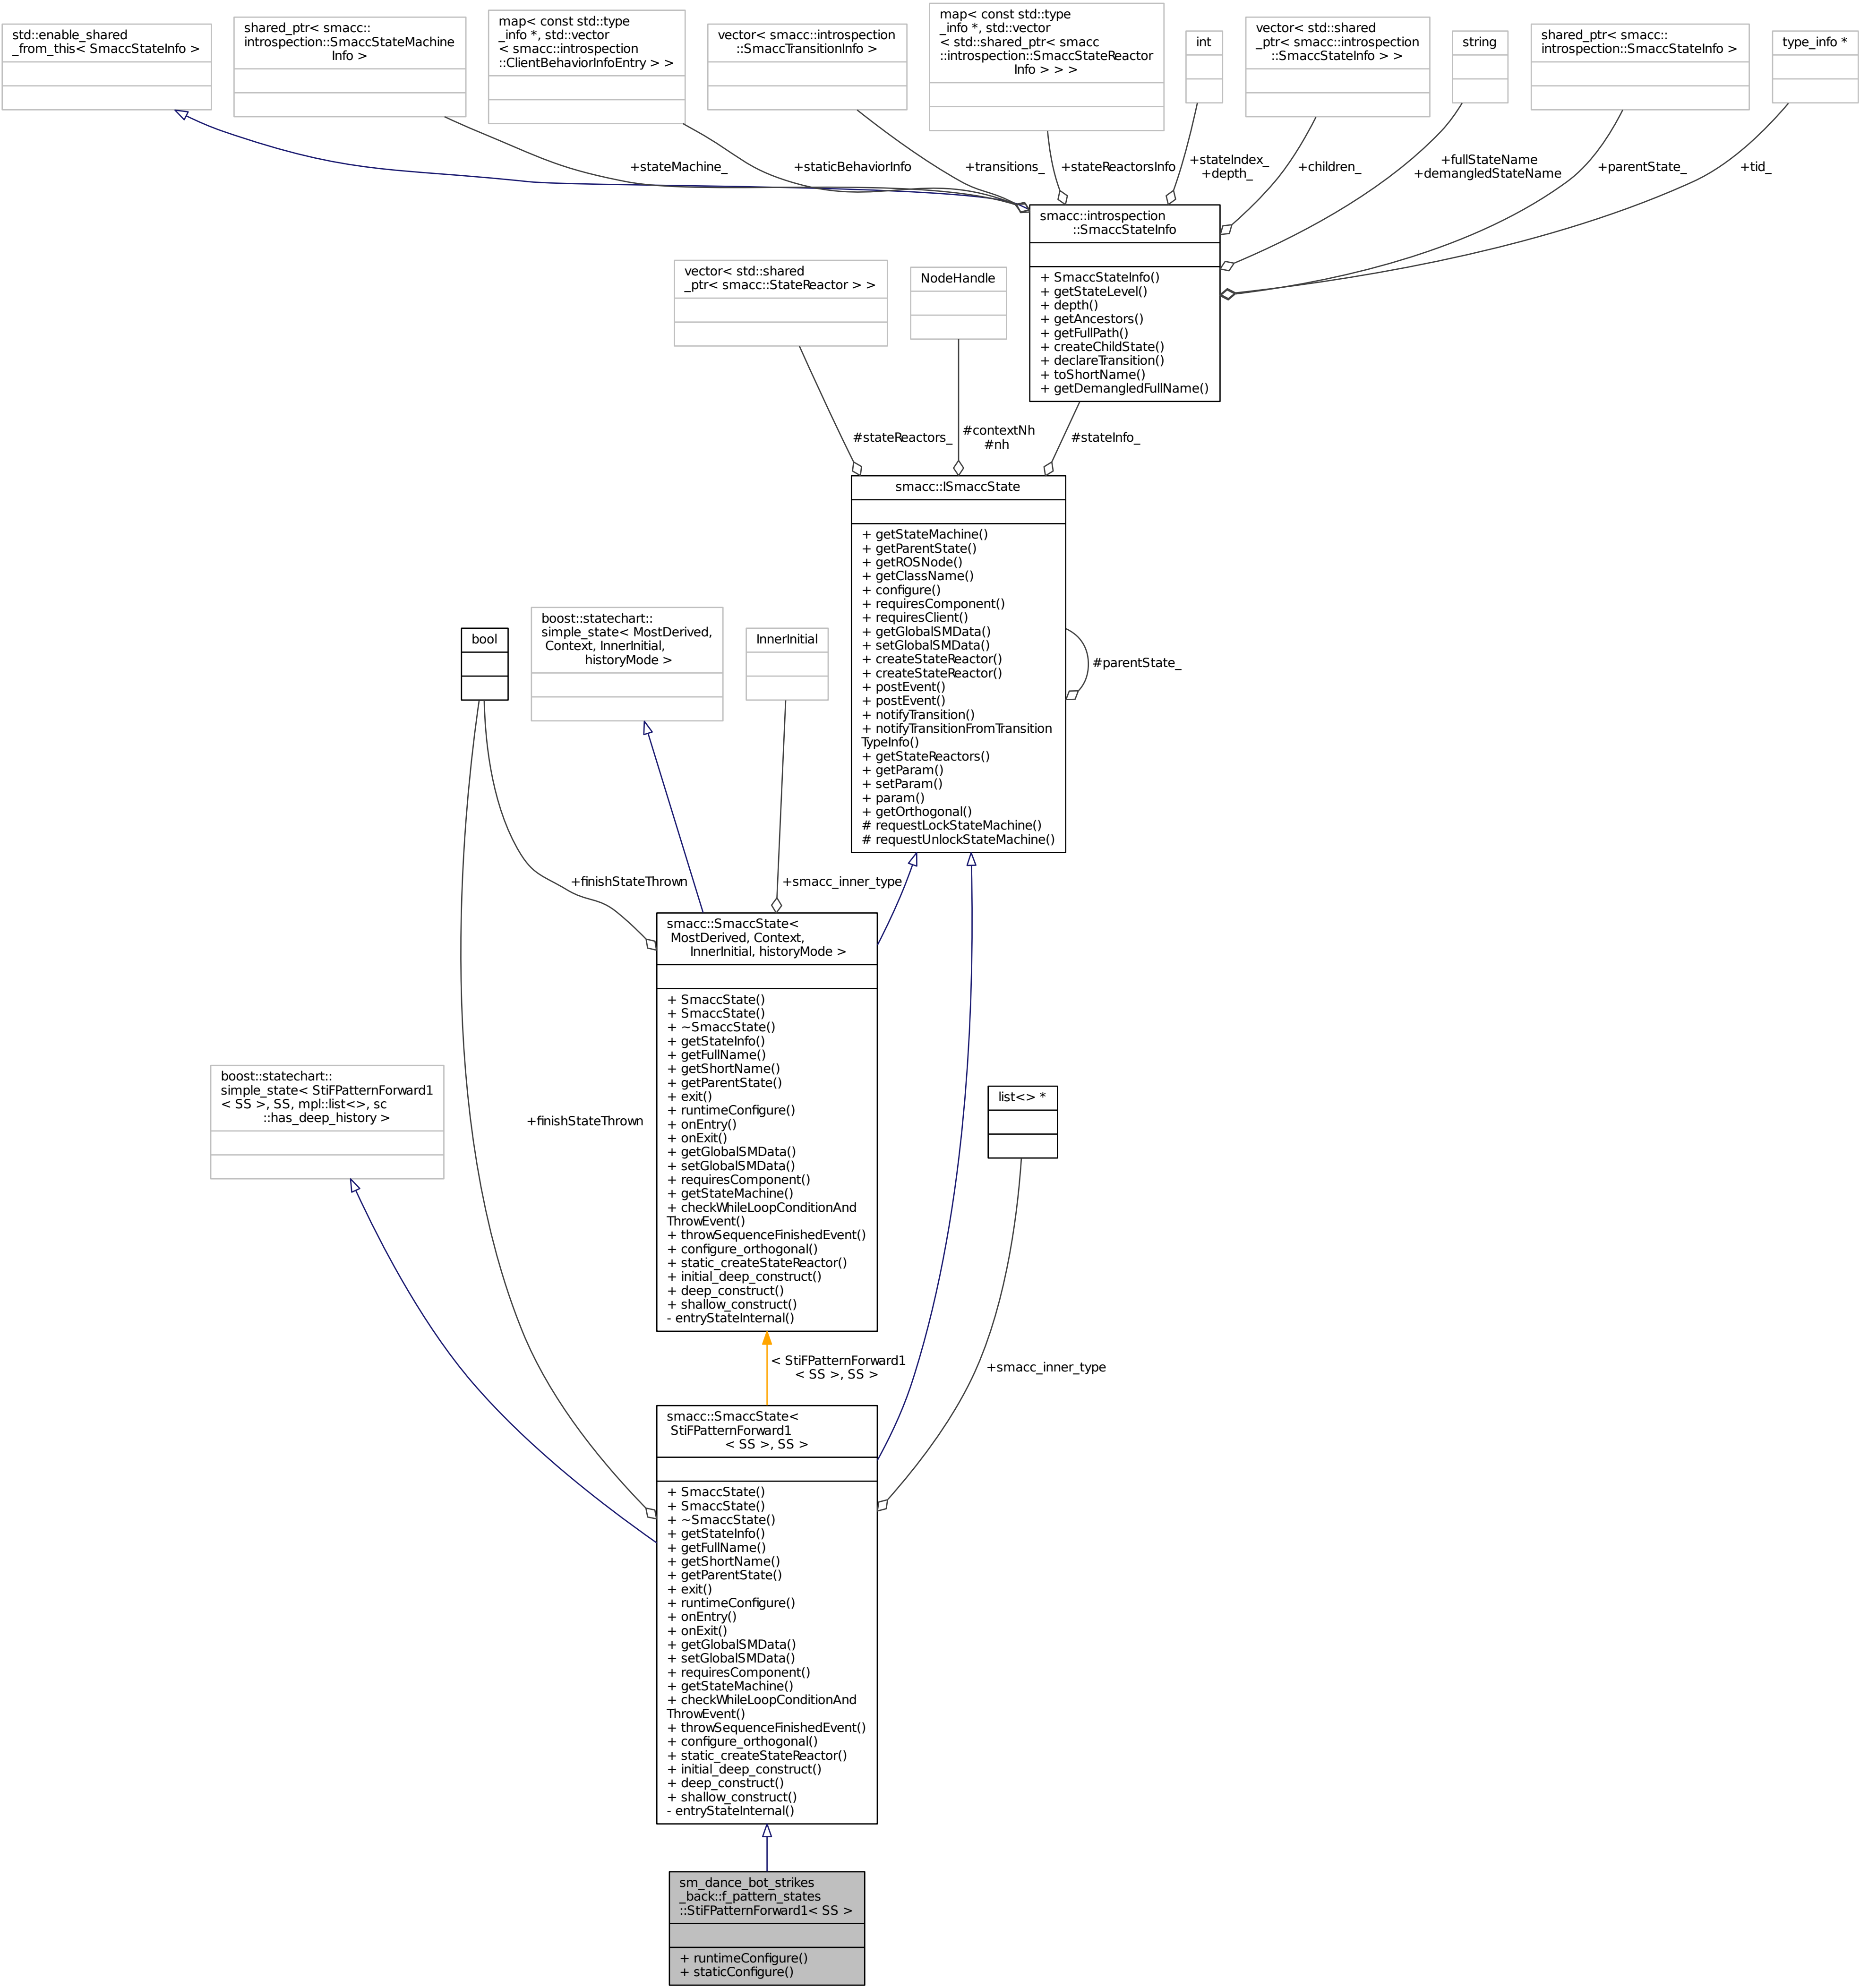 std::enable_shared
_from_this< SmaccStateInfo >
shared_ptr< smacc::
introspection::SmaccStateMachine
Info >
map< const std::type
_info *, std::vector
< smacc::introspection
::ClientBehaviorInfoEntry > >
vector< smacc::introspection
::SmaccTransitionInfo >
map< const std::type
_info *, std::vector
< std::shared_ptr< smacc
::introspection::SmaccStateReactor
Info > > >
int
vector< std::shared
_ptr< smacc::introspection
::SmaccStateInfo > >
string
shared_ptr< smacc::
introspection::SmaccStateInfo >
type_info *
+stateMachine_
+staticBehaviorInfo
+transitions_
+stateReactorsInfo
+stateIndex_
+depth_
+children_
+fullStateName
+demangledStateName
+parentState_
+tid_
smacc::introspection
::SmaccStateInfo
+ SmaccStateInfo()
+ getStateLevel()
+ depth()
+ getAncestors()
+ getFullPath()
+ createChildState()
+ declareTransition()
+ toShortName()
+ getDemangledFullName()
vector< std::shared
_ptr< smacc::StateReactor > >
NodeHandle
#stateReactors_
#contextNh
#nh
#stateInfo_
smacc::ISmaccState
+ getStateMachine()
+ getParentState()
+ getROSNode()
+ getClassName()
+ configure()
+ requiresComponent()
+ requiresClient()
+ getGlobalSMData()
+ setGlobalSMData()
+ createStateReactor()
+ createStateReactor()
+ postEvent()
+ postEvent()
+ notifyTransition()
+ notifyTransitionFromTransition
TypeInfo()
+ getStateReactors()
+ getParam()
+ setParam()
+ param()
+ getOrthogonal()
# requestLockStateMachine()
# requestUnlockStateMachine()
#parentState_
bool
boost::statechart::
simple_state< MostDerived,
Context, InnerInitial,
historyMode >
InnerInitial
+finishStateThrown
+smacc_inner_type
smacc::SmaccState<
MostDerived, Context,
InnerInitial, historyMode >
+ SmaccState()
+ SmaccState()
+ ~SmaccState()
+ getStateInfo()
+ getFullName()
+ getShortName()
+ getParentState()
+ exit()
+ runtimeConfigure()
+ onEntry()
+ onExit()
+ getGlobalSMData()
+ setGlobalSMData()
+ requiresComponent()
+ getStateMachine()
+ checkWhileLoopConditionAnd
ThrowEvent()
+ throwSequenceFinishedEvent()
+ configure_orthogonal()
+ static_createStateReactor()
+ initial_deep_construct()
+ deep_construct()
+ shallow_construct()
- entryStateInternal()
boost::statechart::
simple_state< StiFPatternForward1
< SS >, SS, mpl::list<>, sc
::has_deep_history >
+finishStateThrown
list<> *
< StiFPatternForward1
< SS >, SS >
+smacc_inner_type
smacc::SmaccState<
StiFPatternForward1
< SS >, SS >
+ SmaccState()
+ SmaccState()
+ ~SmaccState()
+ getStateInfo()
+ getFullName()
+ getShortName()
+ getParentState()
+ exit()
+ runtimeConfigure()
+ onEntry()
+ onExit()
+ getGlobalSMData()
+ setGlobalSMData()
+ requiresComponent()
+ getStateMachine()
+ checkWhileLoopConditionAnd
ThrowEvent()
+ throwSequenceFinishedEvent()
+ configure_orthogonal()
+ static_createStateReactor()
+ initial_deep_construct()
+ deep_construct()
+ shallow_construct()
- entryStateInternal()
sm_dance_bot_strikes
_back::f_pattern_states
::StiFPatternForward1< SS >
+ runtimeConfigure()
+ staticConfigure()